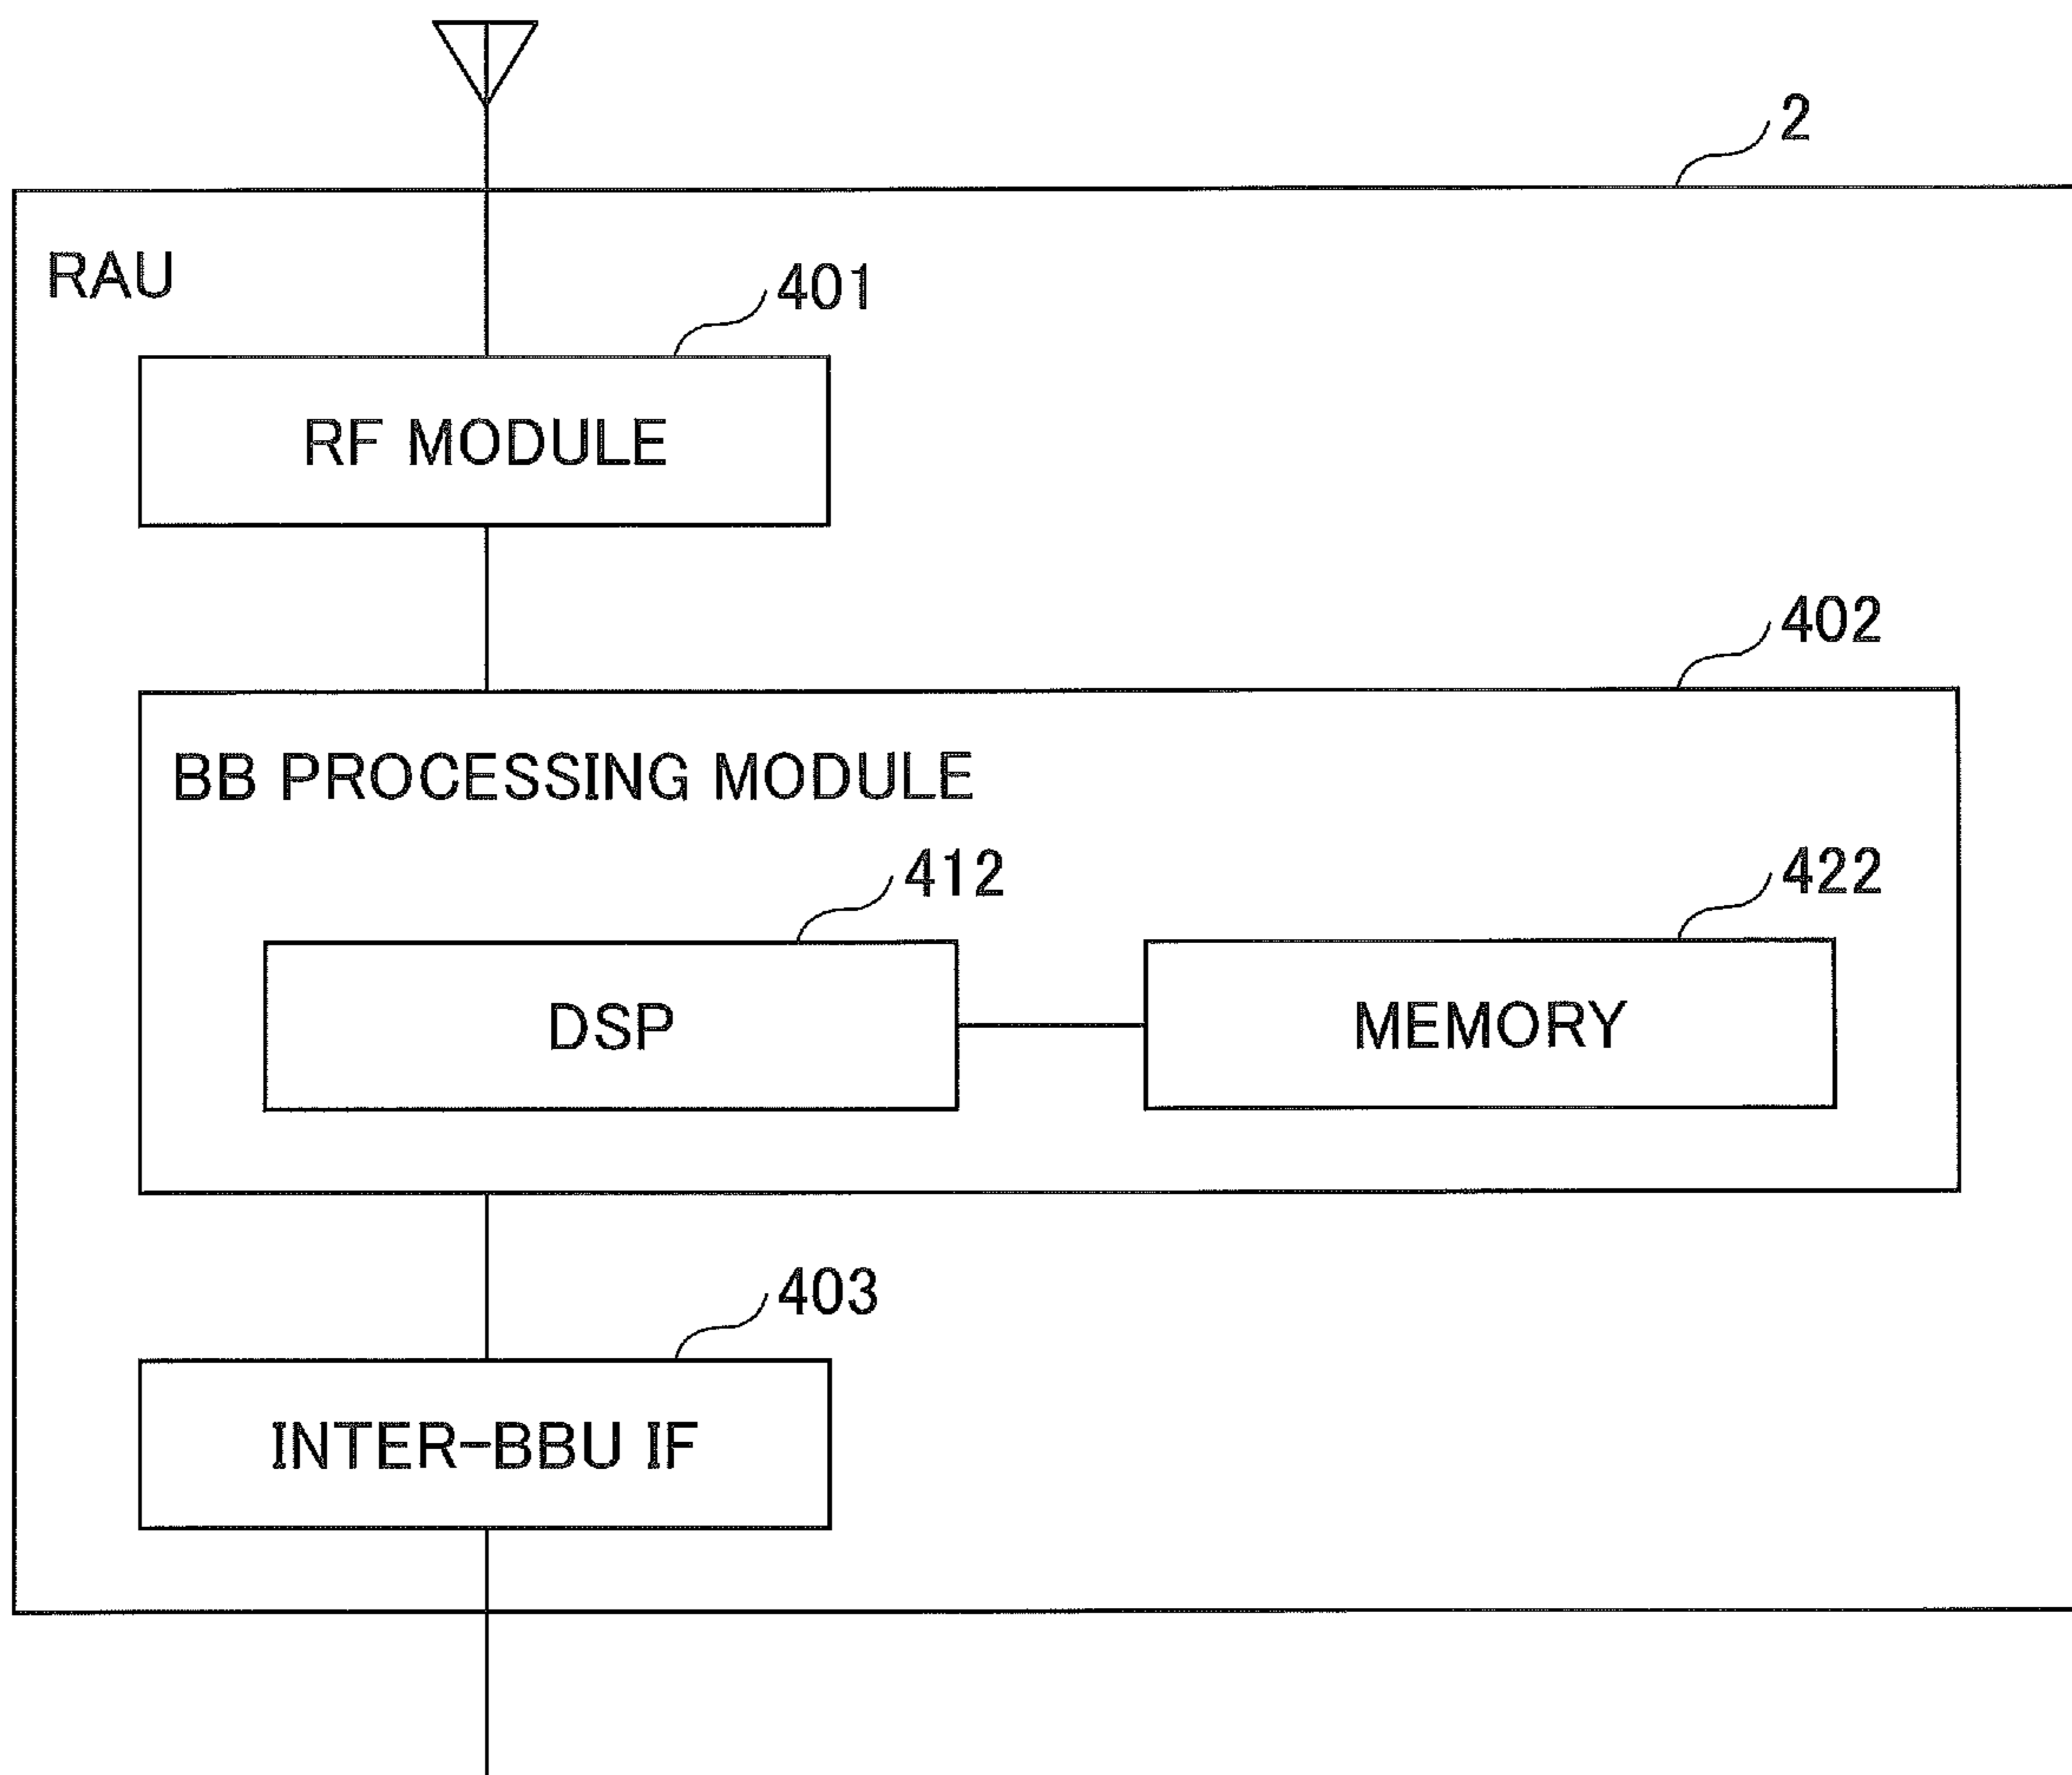 2
RAU
401
RF MODULE
402
BB PROCESSING MODULE
412
422
DSP
MEMORY
403
INTER-BBU IF